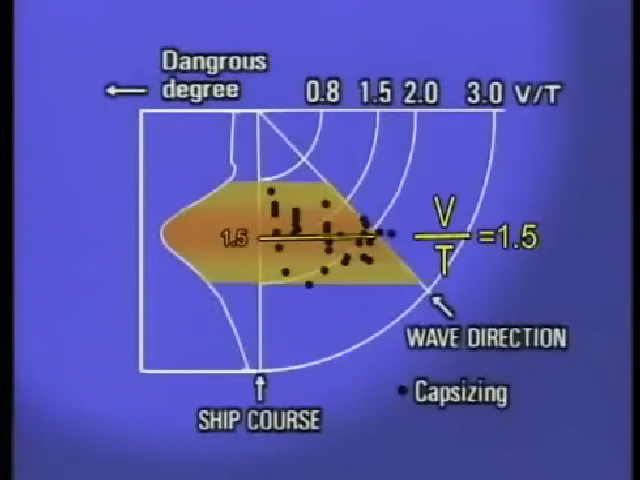 Dangrous
degree
0.8 1.5 2.0 3.0 V/T
1.5
V/T =1.5
WAVE DIRECTION
Capsizing
SHIP COURSE